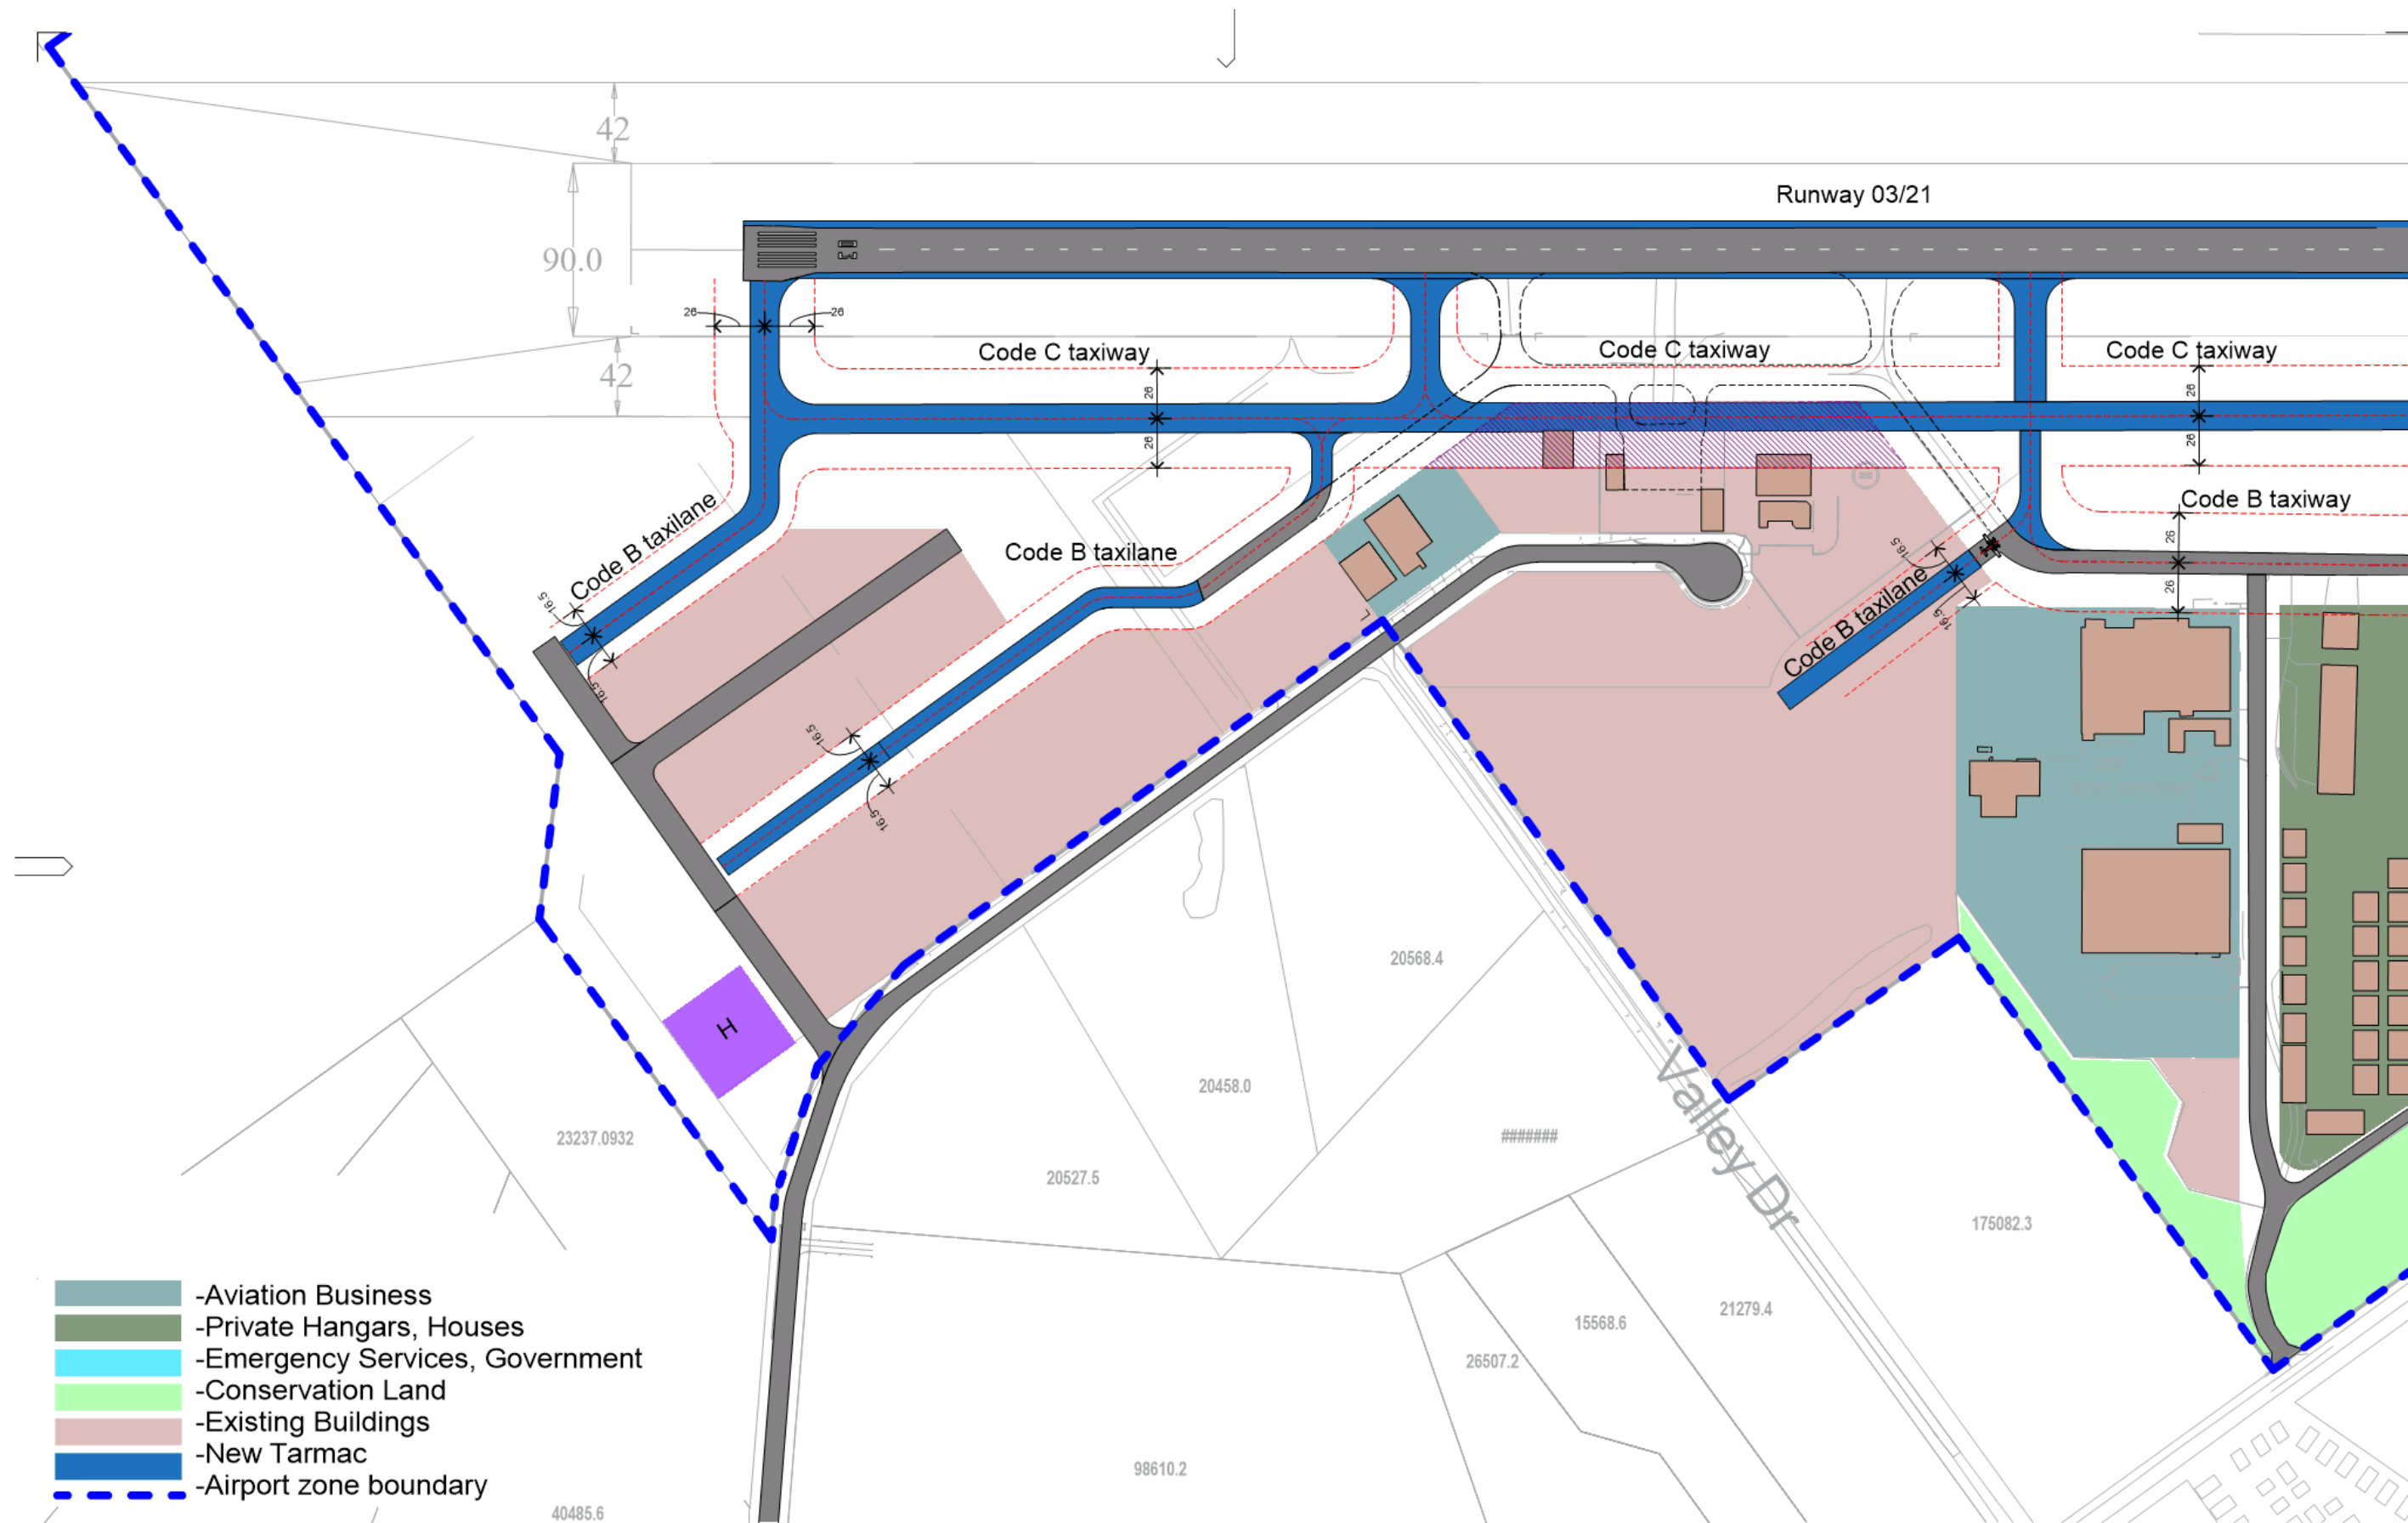 42
Runway 03/21
90.0
26
26
Code C taxiway
Code C taxiway
Code C taxiway
42
26
26
26
26
Code B taxilane
Code B taxiway
Code B taxilane
26
26
16.5
16.5
16.5
16.9
Code B taxilane
16.5
16.5
L
20568.4
H
20458.0
23237.0932
#######
20527.5
Valley Dr
175082.3
21279.4
15568.6
26507.2
98610.2
40485.6
-Aviation Business
-Private Hangars, Houses
-Emergency Services, Government
-Conservation Land
-Existing Buildings
-New Tarmac
-Airport zone boundary